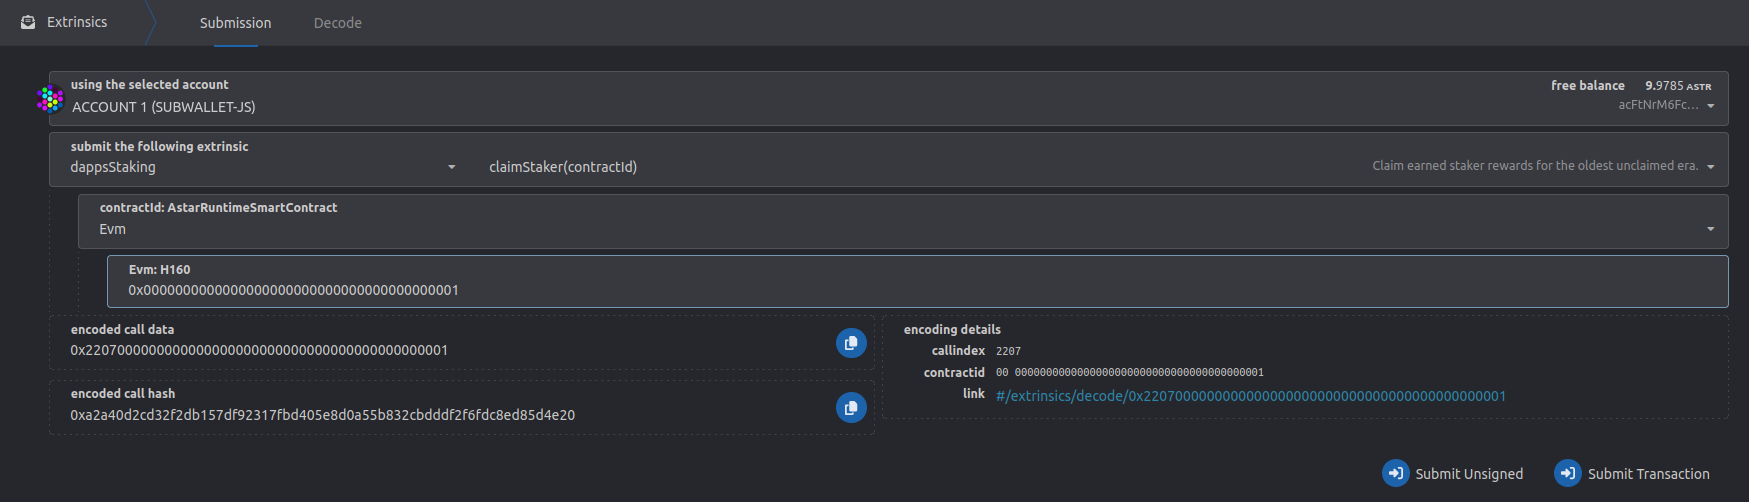 Extrinsics
Submission
Decode
using the selected account
ACCOUNT 1 (SUBWALLET-JS)
free balance 9.9785 ASTR
acFtNrM6Fc...
submit the following extrinsic
dappsStaking
claimStaker(contractId)
Claim earned staker rewards for the oldest unclaimed era.
contractId: AstarRuntimeSmartContract
Evm
Evm: H160
0x0000000000000000000000000000000000000001
encoded call data
0x2207000000000000000000000000000000000000000001
encoded call hash
0xa2a40d2cd32f2db157df92317fbd405e8d0a55b832cbdddf2f6fdc8ed85d4e20
encoding details
callindex 2207
contractid 00 0000000000000000000000000000000000000001
link #/extrinsics/decode/0x2207000000000000000000000000000000000000000001
Submit Unsigned
Submit Transaction